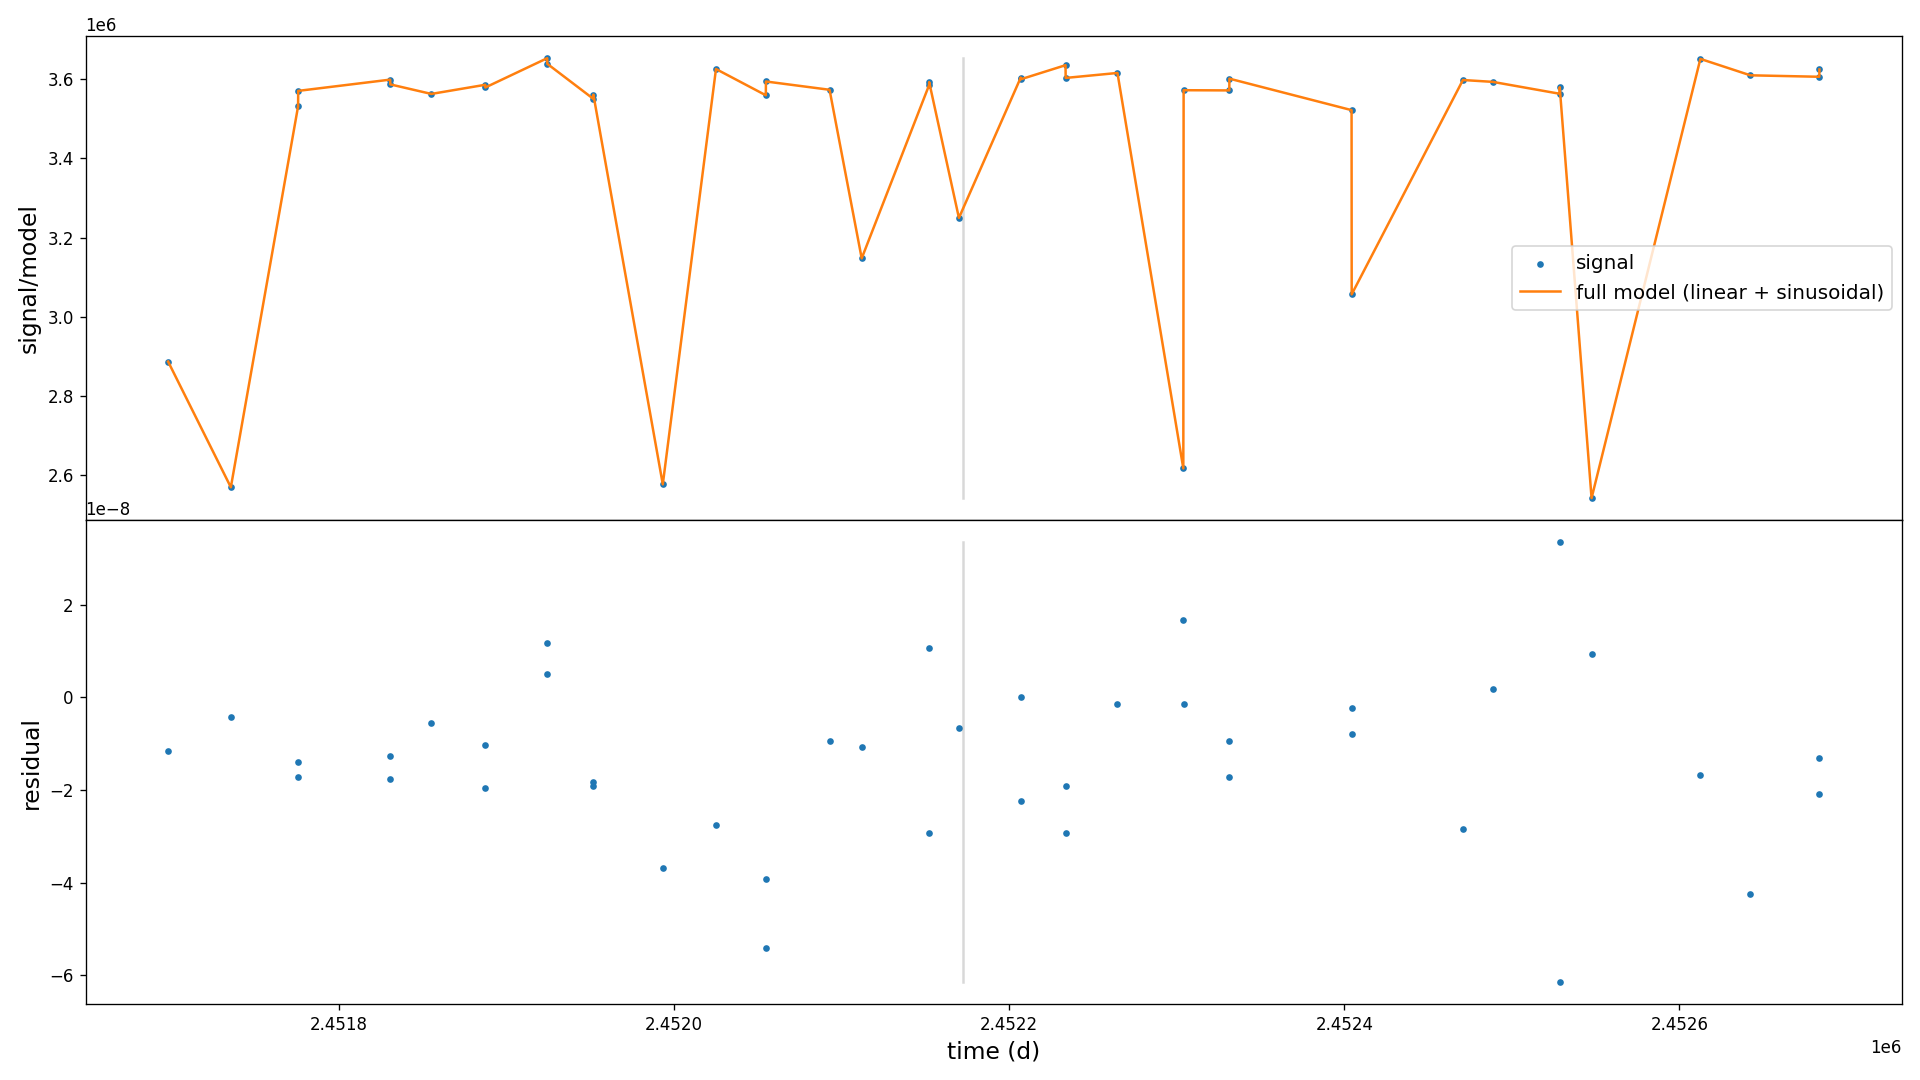 1e6
3.6
3.4
3.2
3.0
2.8
2.6
signal/model
signal
full model (linear + sinusoidal)
1e−8
2
0
−2
−4
−6
residual
2.4518
2.4520
2.4522
2.4524
2.4526
time (d)
1e6